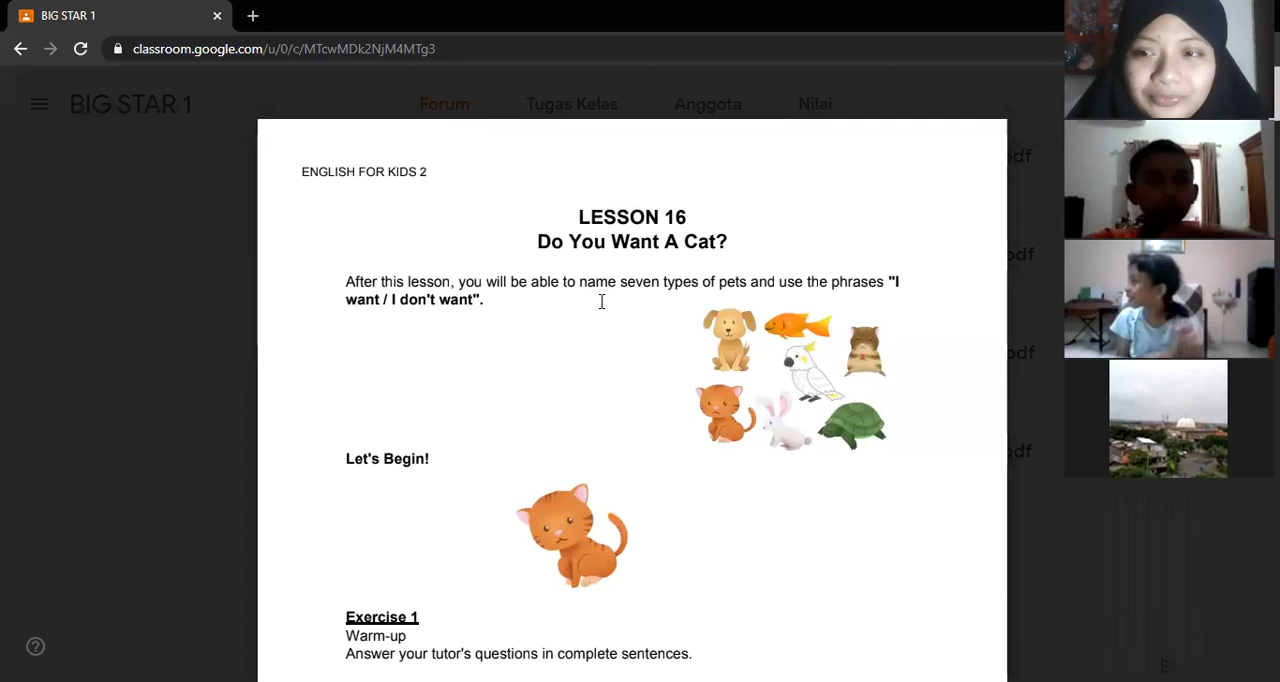 BIG STAR 1
classroom.google.com/u/0/c/MTcwMDk2NjM4MTg3
BIG STAR 1
Forum
Tugas Kelas
Anggota
Nilai
ENGLISH FOR KIDS 2
LESSON 16
Do You Want A Cat?
After this lesson, you will be able to name seven types of pets and use the phrases "I
want / I don't want".
Let's Begin!
Exercise 1
Warm-up
Answer your tutor's questions in complete sentences.